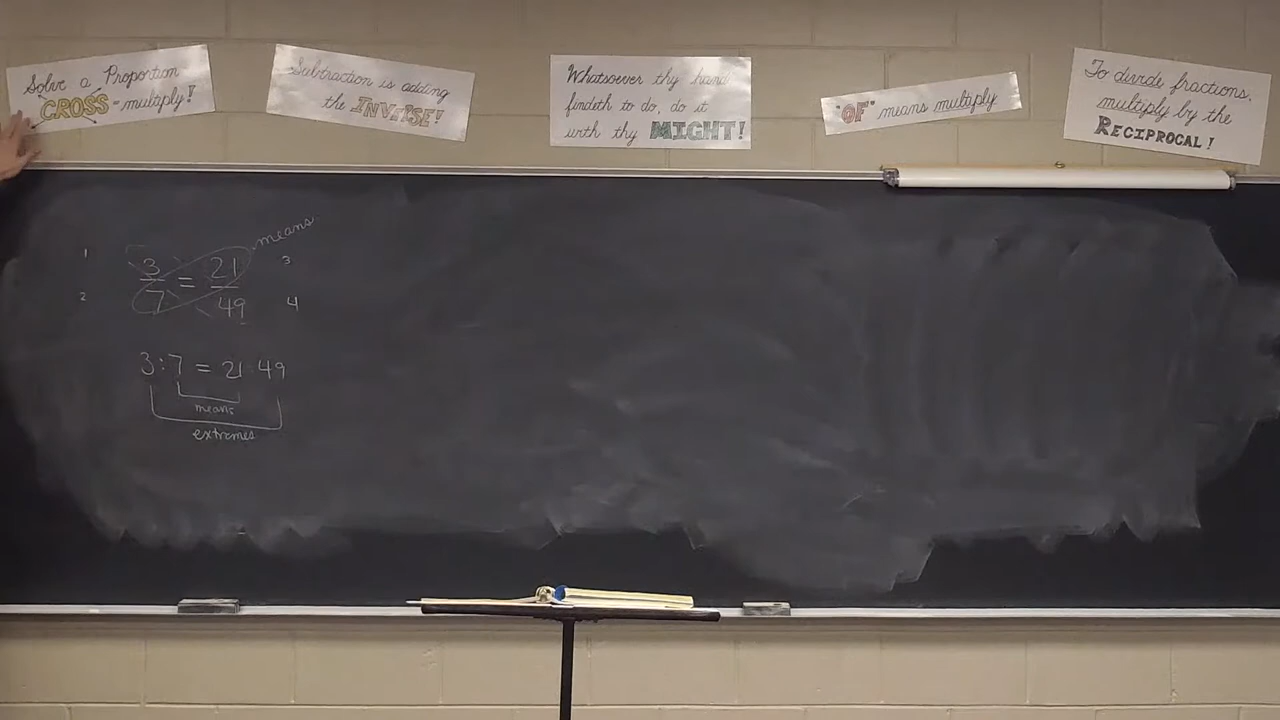 Solve a Proportion
CROSS-multiply!
Subtraction is adding
the INVERSE!
Whatsoever thy hand
findeth to do, do it
with thy MIGHT!
"OF" means multiply
To divide fractions,
multiply by the
RECIPROCAL!
means
1
3
3/7 = 21/49
2
4
3:7 = 21:49
means
extremes